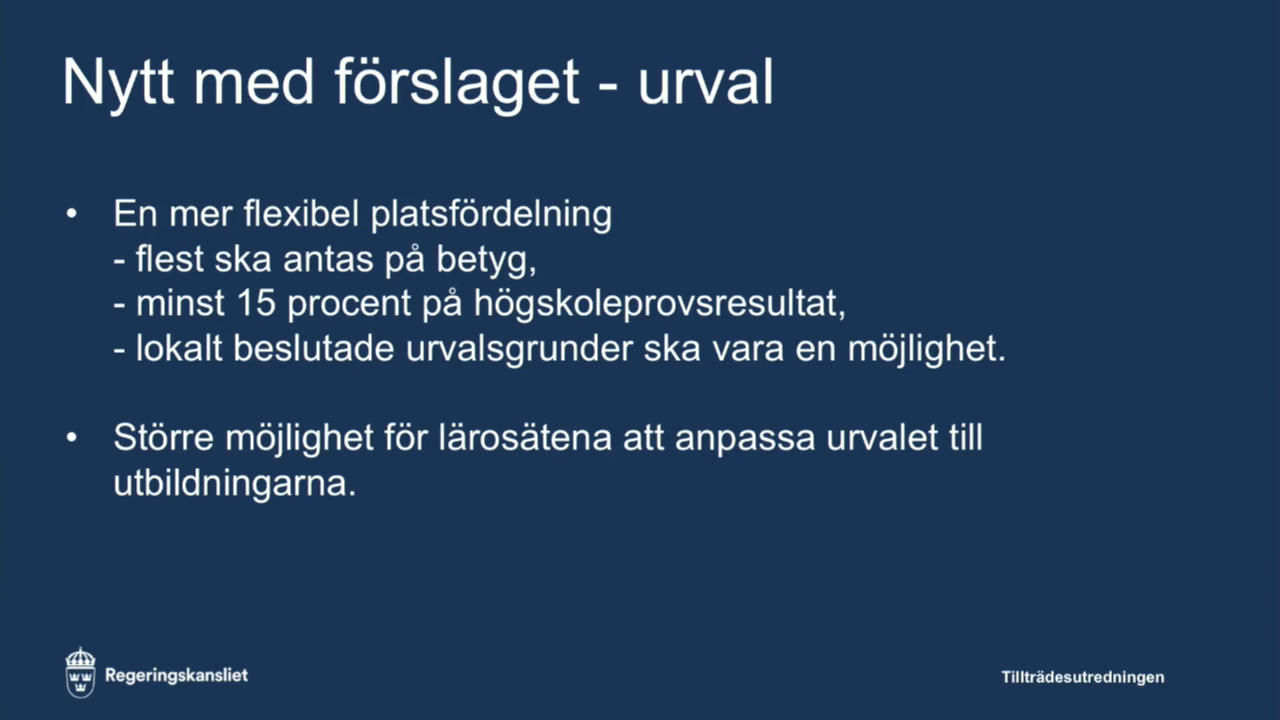 Nytt med förslaget - urval
• En mer flexibel platsfördelning
- flest ska antas på betyg,
- minst 15 procent på högskoleprovsresultat,
- lokalt beslutade urvalsgrunder ska vara en möjlighet.
• Större möjlighet för lärosätena att anpassa urvalet till
utbildningarna.
Regeringskansliet
Tillträdesutredningen